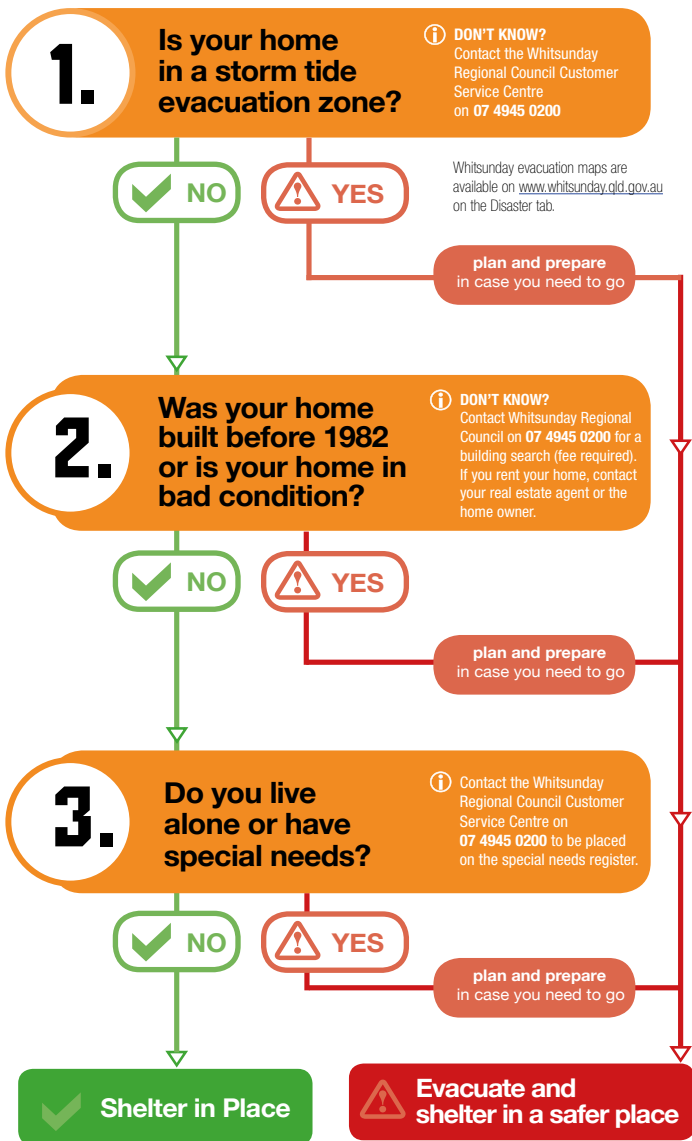 1.
Is your home
in a storm tide
evacuation zone?
DON'T KNOW?
Contact the Whitsunday
Regional Council Customer
Service Centre
on 07 4945 0200
NO
YES
Whitsunday evacuation maps are
available on www.whitsunday.qld.gov.au
on the Disaster tab.
plan and prepare
in case you need to go
2.
Was your home
built before 1982
or is your home in
bad condition?
DON'T KNOW?
Contact Whitsunday Regional
Council on 07 4945 0200 for a
building search (fee required).
If you rent your home, contact
your real estate agent or the
home owner.
NO
YES
plan and prepare
in case you need to go
3.
Do you live
alone or have
special needs?
Contact the Whitsunday
Regional Council Customer
Service Centre on
07 4945 0200 to be placed
on the special needs register.
NO
YES
plan and prepare
in case you need to go
Shelter in Place
Evacuate and
shelter in a safer place